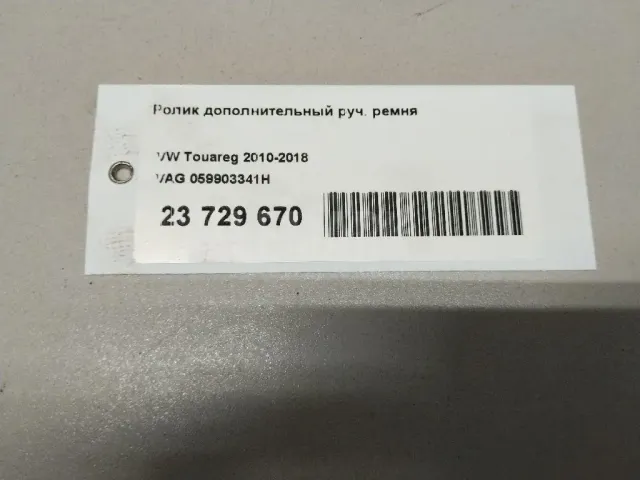 Ролик дополнительный руч. ремня
VW Touareg 2010-2018
VAG 059903341H
23 729 670